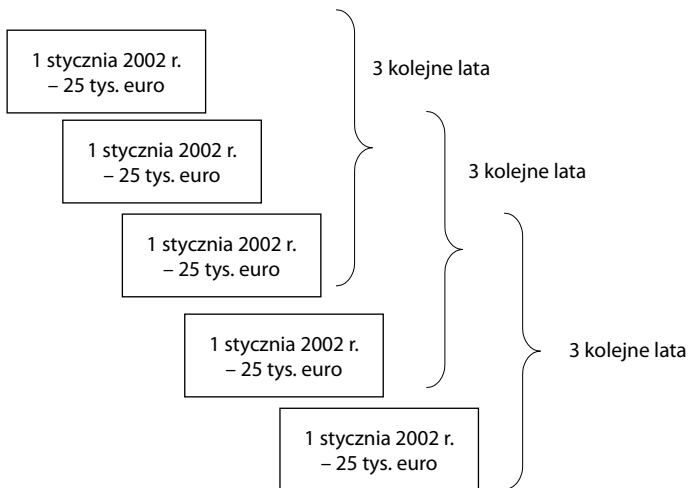 1 stycznia 2002 r.
– 25 tys. euro
3 kolejne lata
1 stycznia 2002 r.
– 25 tys. euro
3 kolejne lata
1 stycznia 2002 r.
– 25 tys. euro
1 stycznia 2002 r.
– 25 tys. euro
3 kolejne lata
1 stycznia 2002 r.
– 25 tys. euro